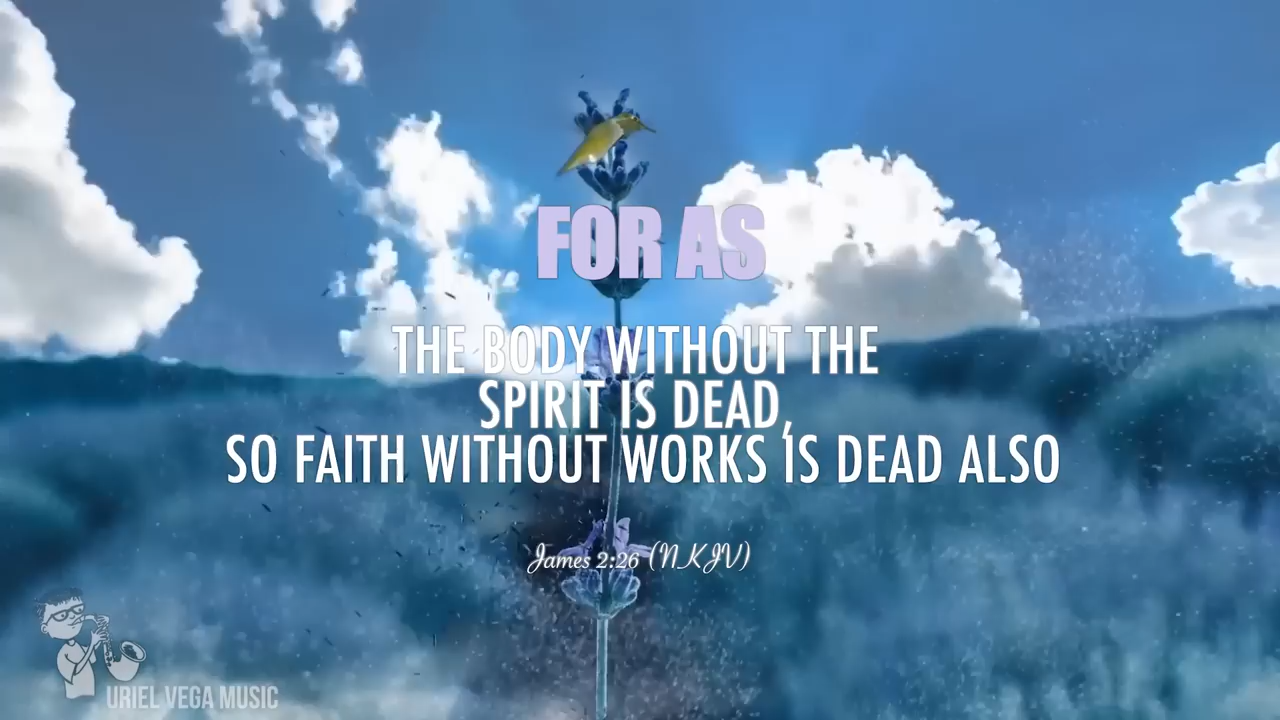 FOR AS
THE BODY WITHOUT THE
SPIRIT IS DEAD,
SO FAITH WITHOUT WORKS IS DEAD ALSO
James 2:26 (NKJV)
URIEL VEGA MUSIC